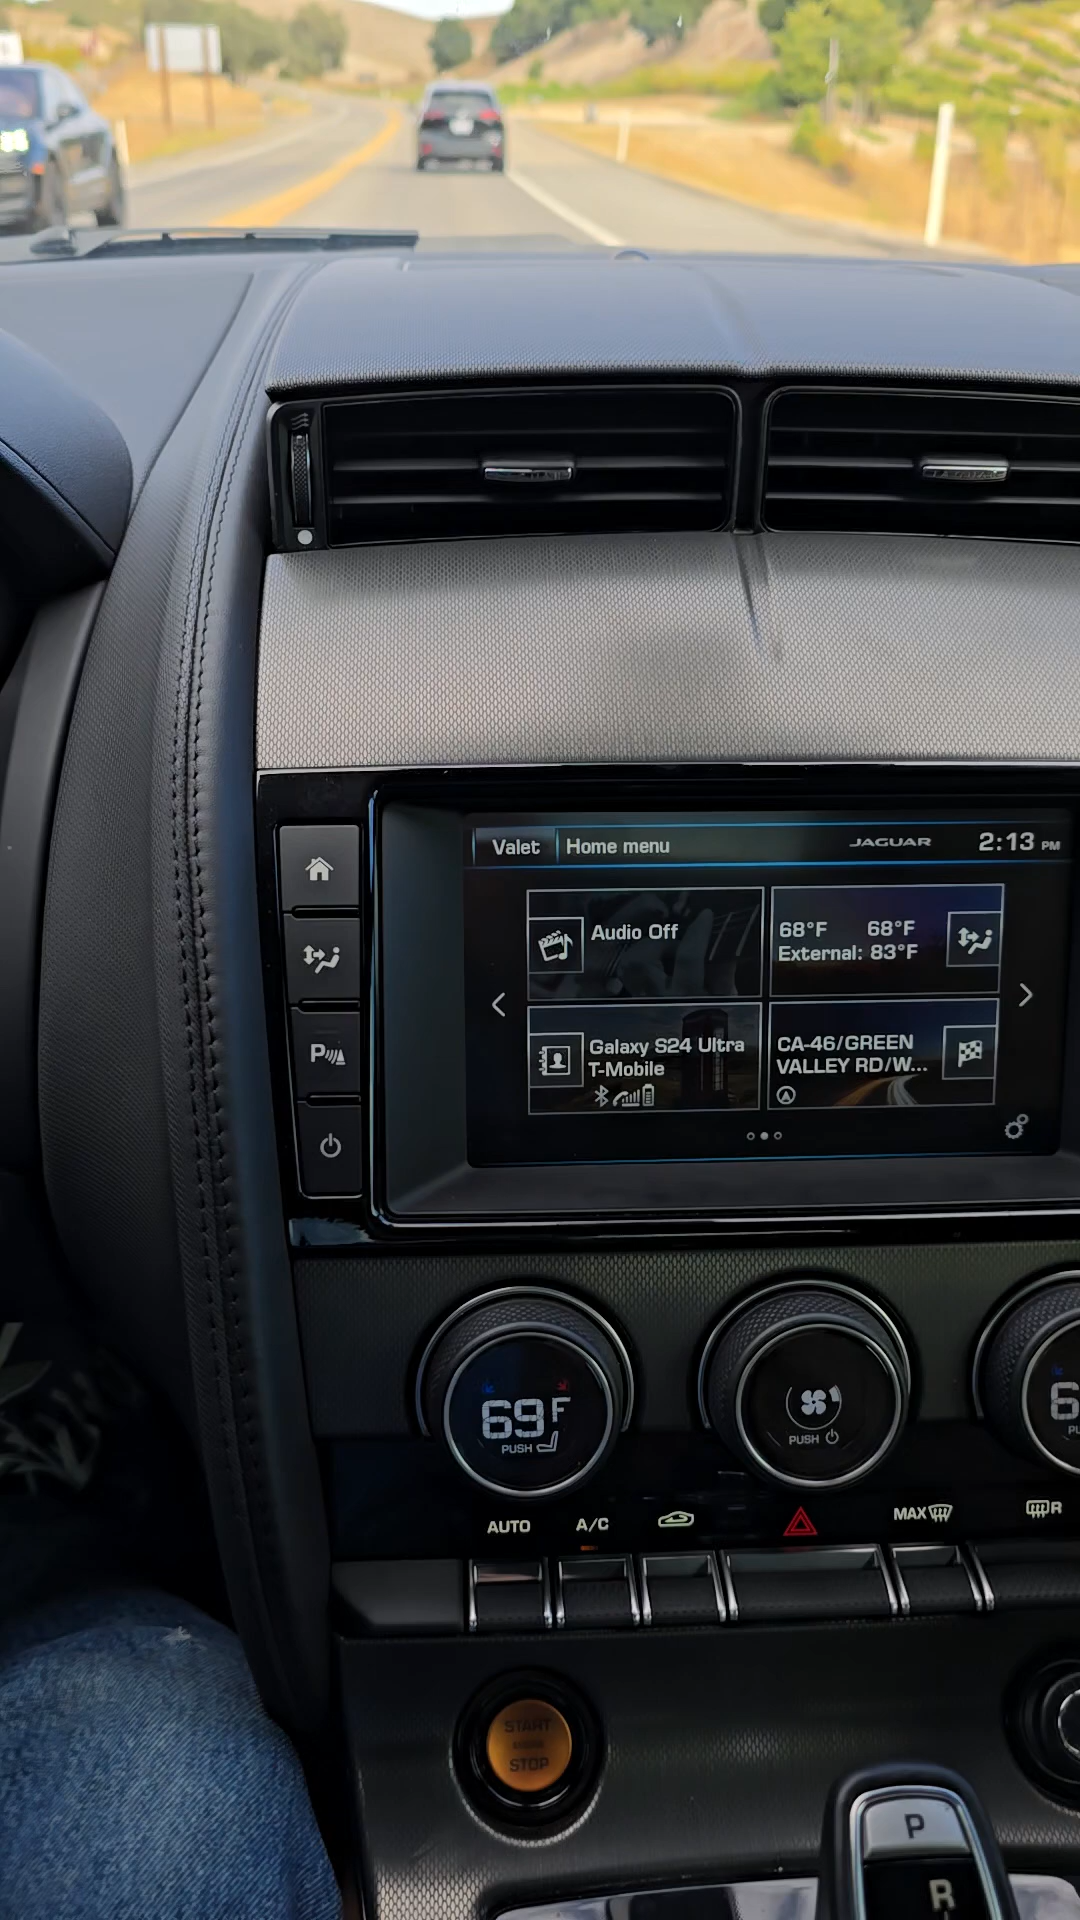 Valet Home menu JAGUAR 2:13 PM
Audio Off
68°F 68°F
External: 83°F
Galaxy S24 Ultra
T-Mobile
CA-46/GREEN
VALLEY RD/W...
P
69 F
PUSH
PUSH
AUTO A/C MAX R
START
STOP
P
R